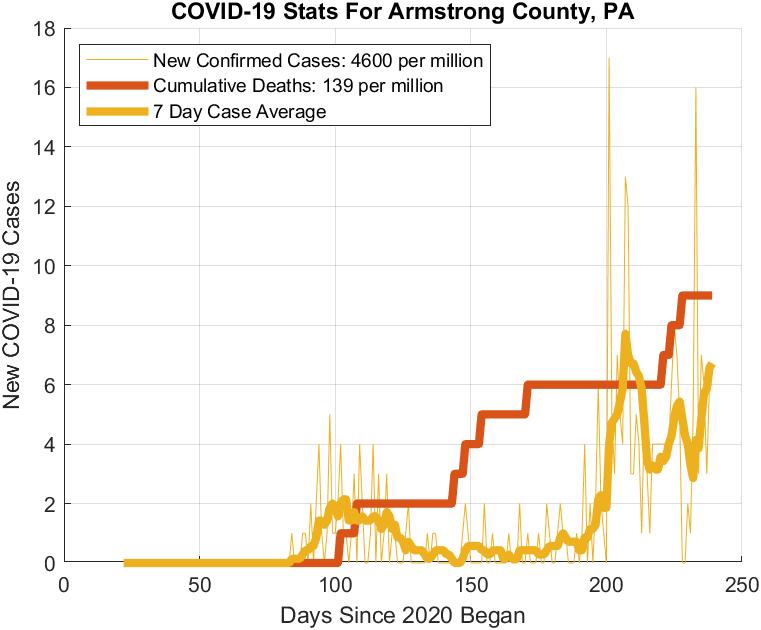 COVID-19 Stats For Armstrong County, PA
New Confirmed Cases: 4600 per million
Cumulative Deaths: 139 per million
7 Day Case Average
New COVID-19 Cases
18
16
14
12
10
8
6
4
2
0
0 50 100 150 200 250
Days Since 2020 Began